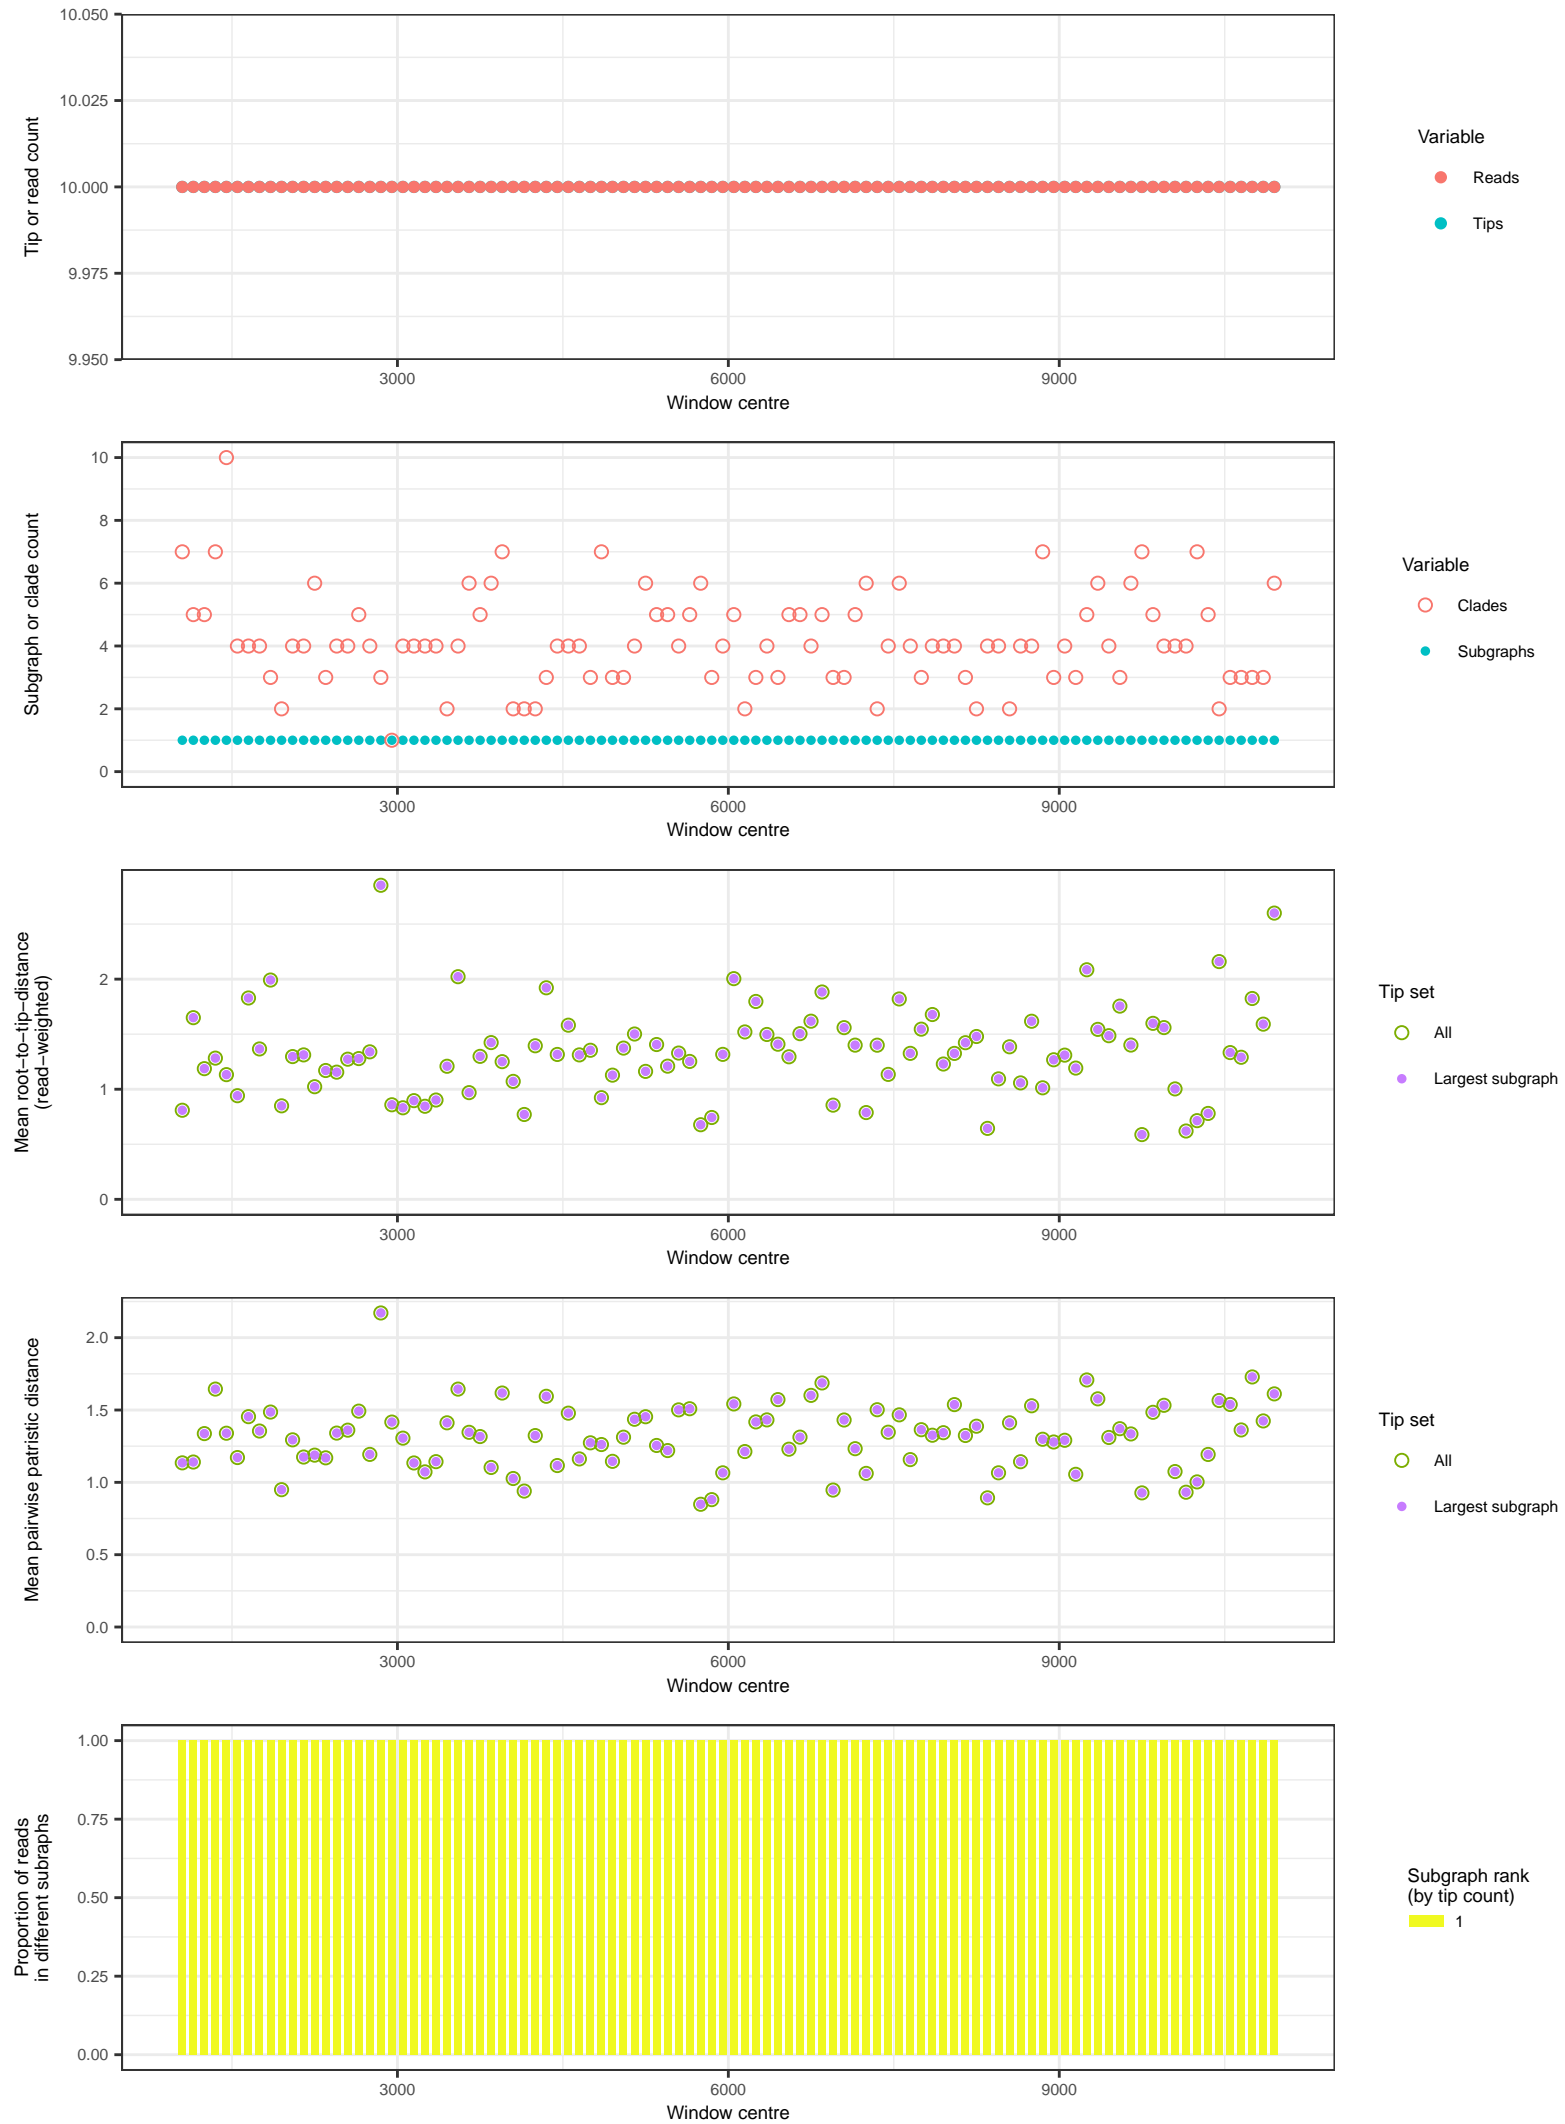 10.050
10.025
10.000
9.975
9.950
Tip or read count
3000 6000 9000
Window centre
Variable
Reads
Tips
10
8
6
4
2
0
Subgraph or clade count
3000 6000 9000
Window centre
Variable
Clades
Subgraphs
2
1
0
Mean root−to−tip−distance
(read−weighted)
3000 6000 9000
Window centre
Tip set
All
Largest subgraph
2.0
1.5
1.0
0.5
0.0
Mean pairwise patristic distance
3000 6000 9000
Window centre
Tip set
All
Largest subgraph
1.00
0.75
0.50
0.25
0.00
Proportion of reads
in different subraphs
3000 6000 9000
Window centre
Subgraph rank
(by tip count)
1